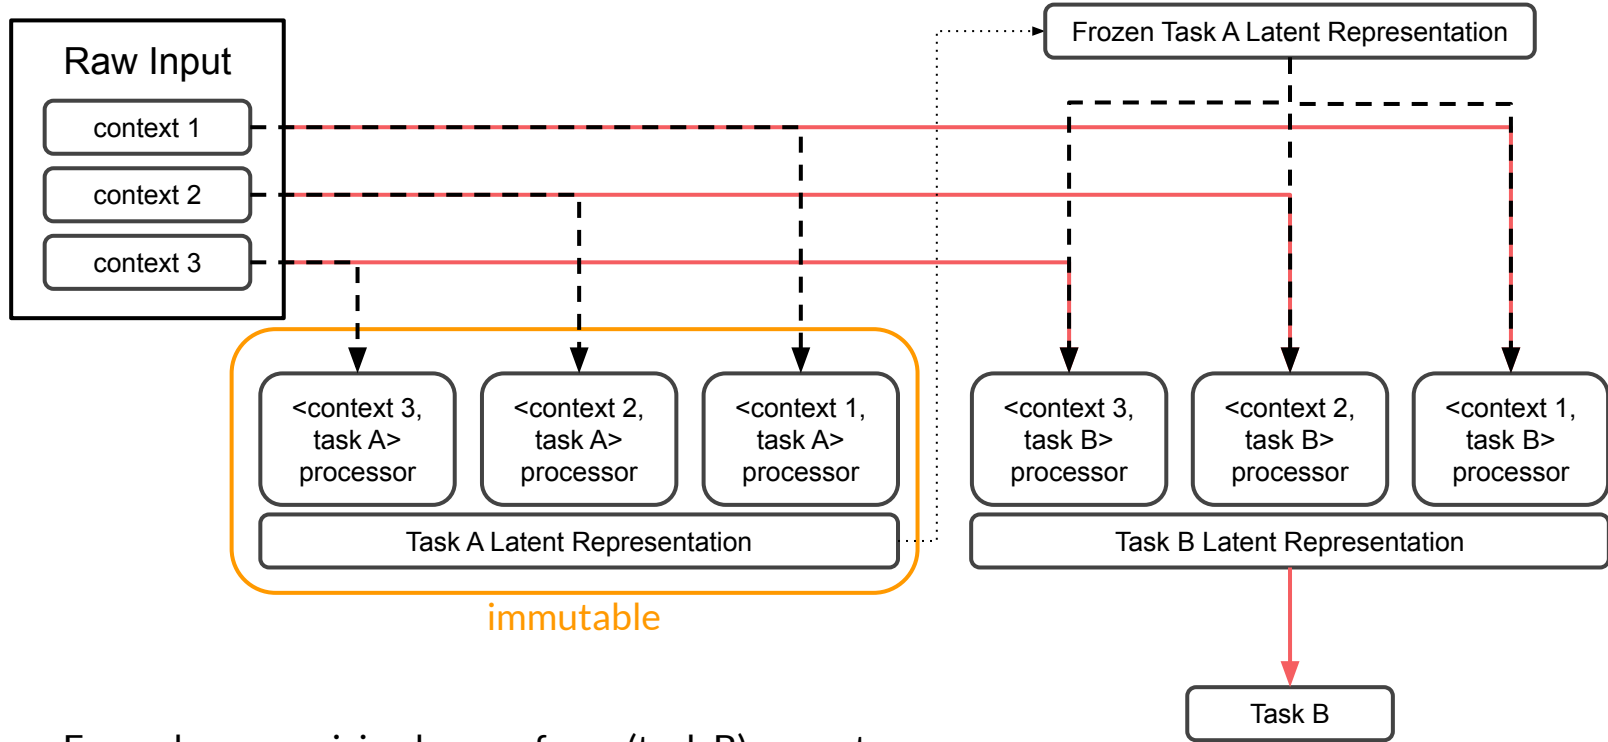 Raw Input
context 1
context 2
context 3
Frozen Task A Latent Representation
<context 3,
task A>
processor
<context 2,
task A>
processor
<context 1,
task A>
processor
Task A Latent Representation
immutable
<context 3,
task B>
processor
<context 2,
task B>
processor
<context 1,
task B>
processor
Task B Latent Representation
Task B